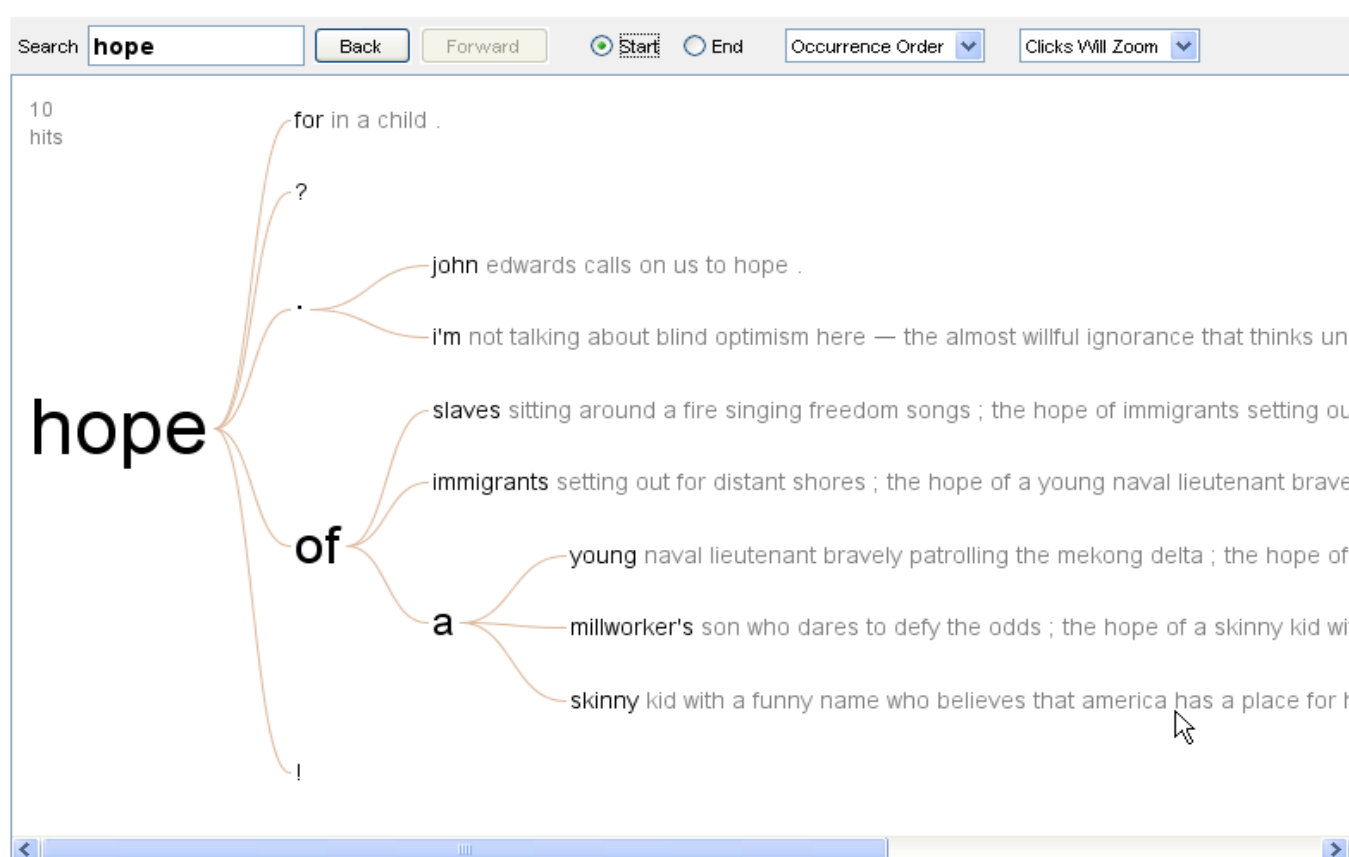 Search hope Back Forward Start End Occurrence Order Clicks Will Zoom
10
hits
for in a child .
?
john edwards calls on us to hope .
.
i'm not talking about blind optimism here — the almost willful ignorance that thinks un
hope
slaves sitting around a fire singing freedom songs ; the hope of immigrants setting ou
immigrants setting out for distant shores ; the hope of a young naval lieutenant brave
of
young naval lieutenant bravely patrolling the mekong delta ; the hope of
a
millworker's son who dares to defy the odds ; the hope of a skinny kid wi
skinny kid with a funny name who believes that america has a place for h
!